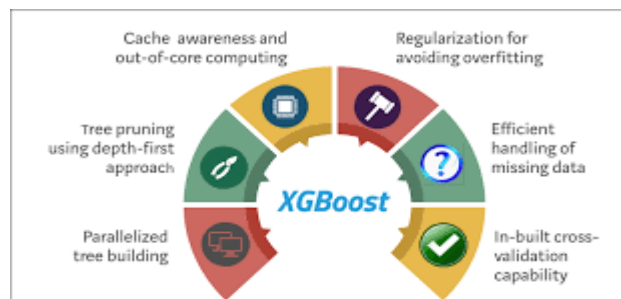 Cache awareness and
out-of-core computing
Regularization for
avoiding overfitting
Tree pruning
using depth-first
approach
Efficient
handling of
missing data
?
XGBoost
Parallelized
tree building
In-built cross-
validation
capability